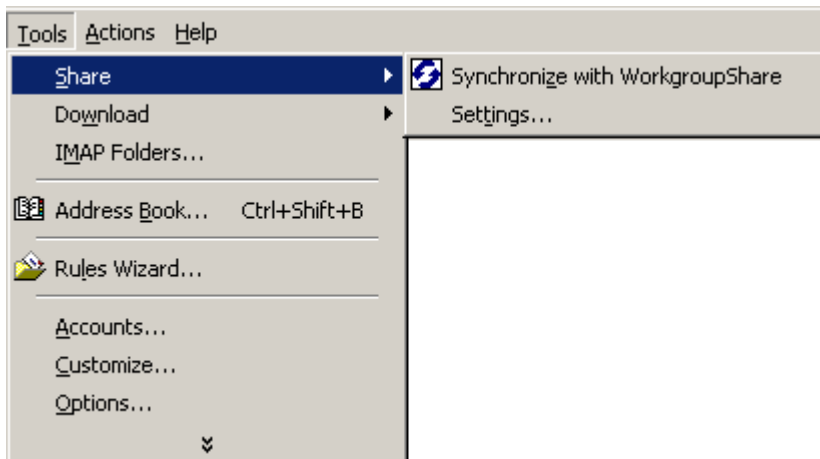 Tools Actions Help
Share Synchronize with WorkgroupShare
Download Settings...
IMAP Folders...
Address Book... Ctrl+Shift+B
Rules Wizard...
Accounts...
Customize...
Options...